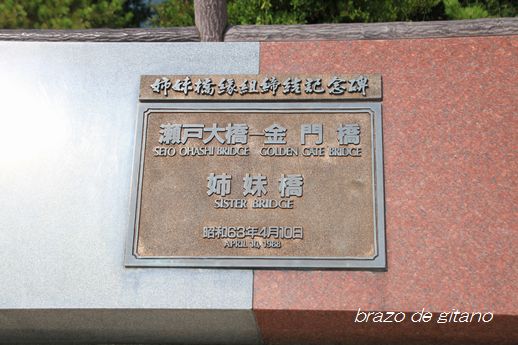 姉妹橋縁組締結記念碑
瀬戸大橋－金門橋
SETO OHASHI BRIDGE GOLDEN GATE BRIDGE
姉妹橋
SISTER BRIDGE
昭和63年4月10日
APRIL 10, 1988
brazo de gitano